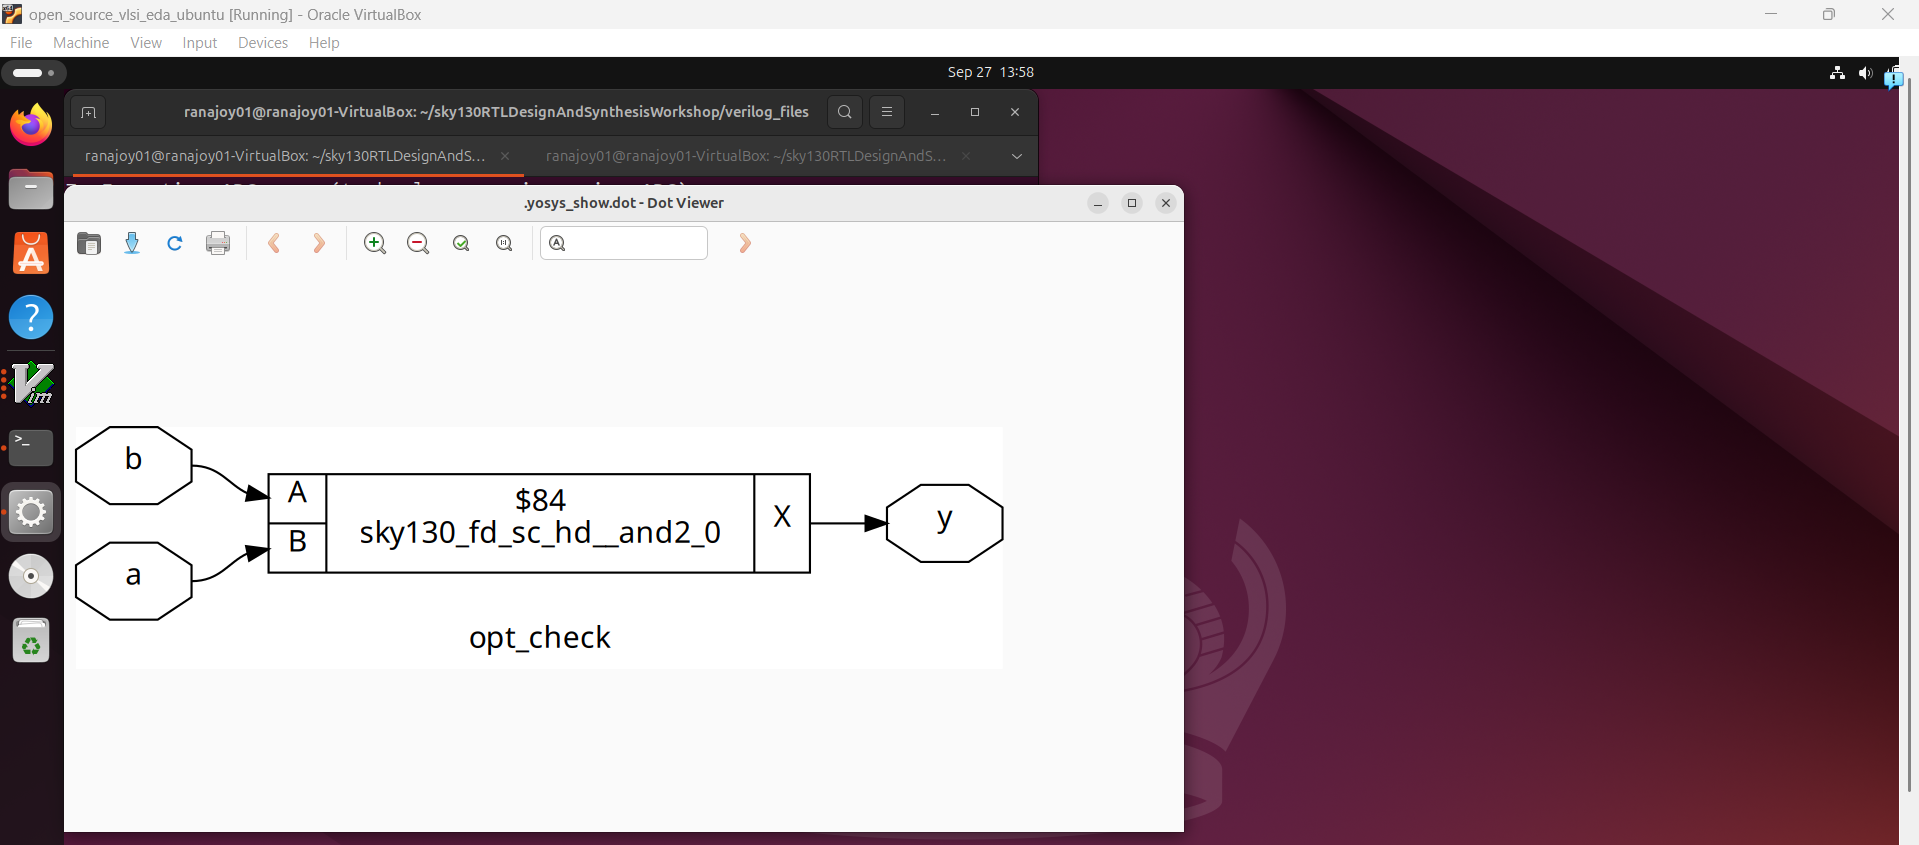 open_source_vlsi_eda_ubuntu [Running] - Oracle VirtualBox
File Machine View Input Devices Help
Sep 27 13:58
ranajoy01@ranajoy01-VirtualBox: ~/sky130RTLDesignAndSynthesisWorkshop/verilog_files
ranajoy01@ranajoy01-VirtualBox: ~/sky130RTLDesignAndS...
ranajoy01@ranajoy01-VirtualBox: ~/sky130RTLDesignAndS...
.yosys_show.dot - Dot Viewer
b
a
A
B
$84
sky130_fd_sc_hd__and2_0
X
y
opt_check